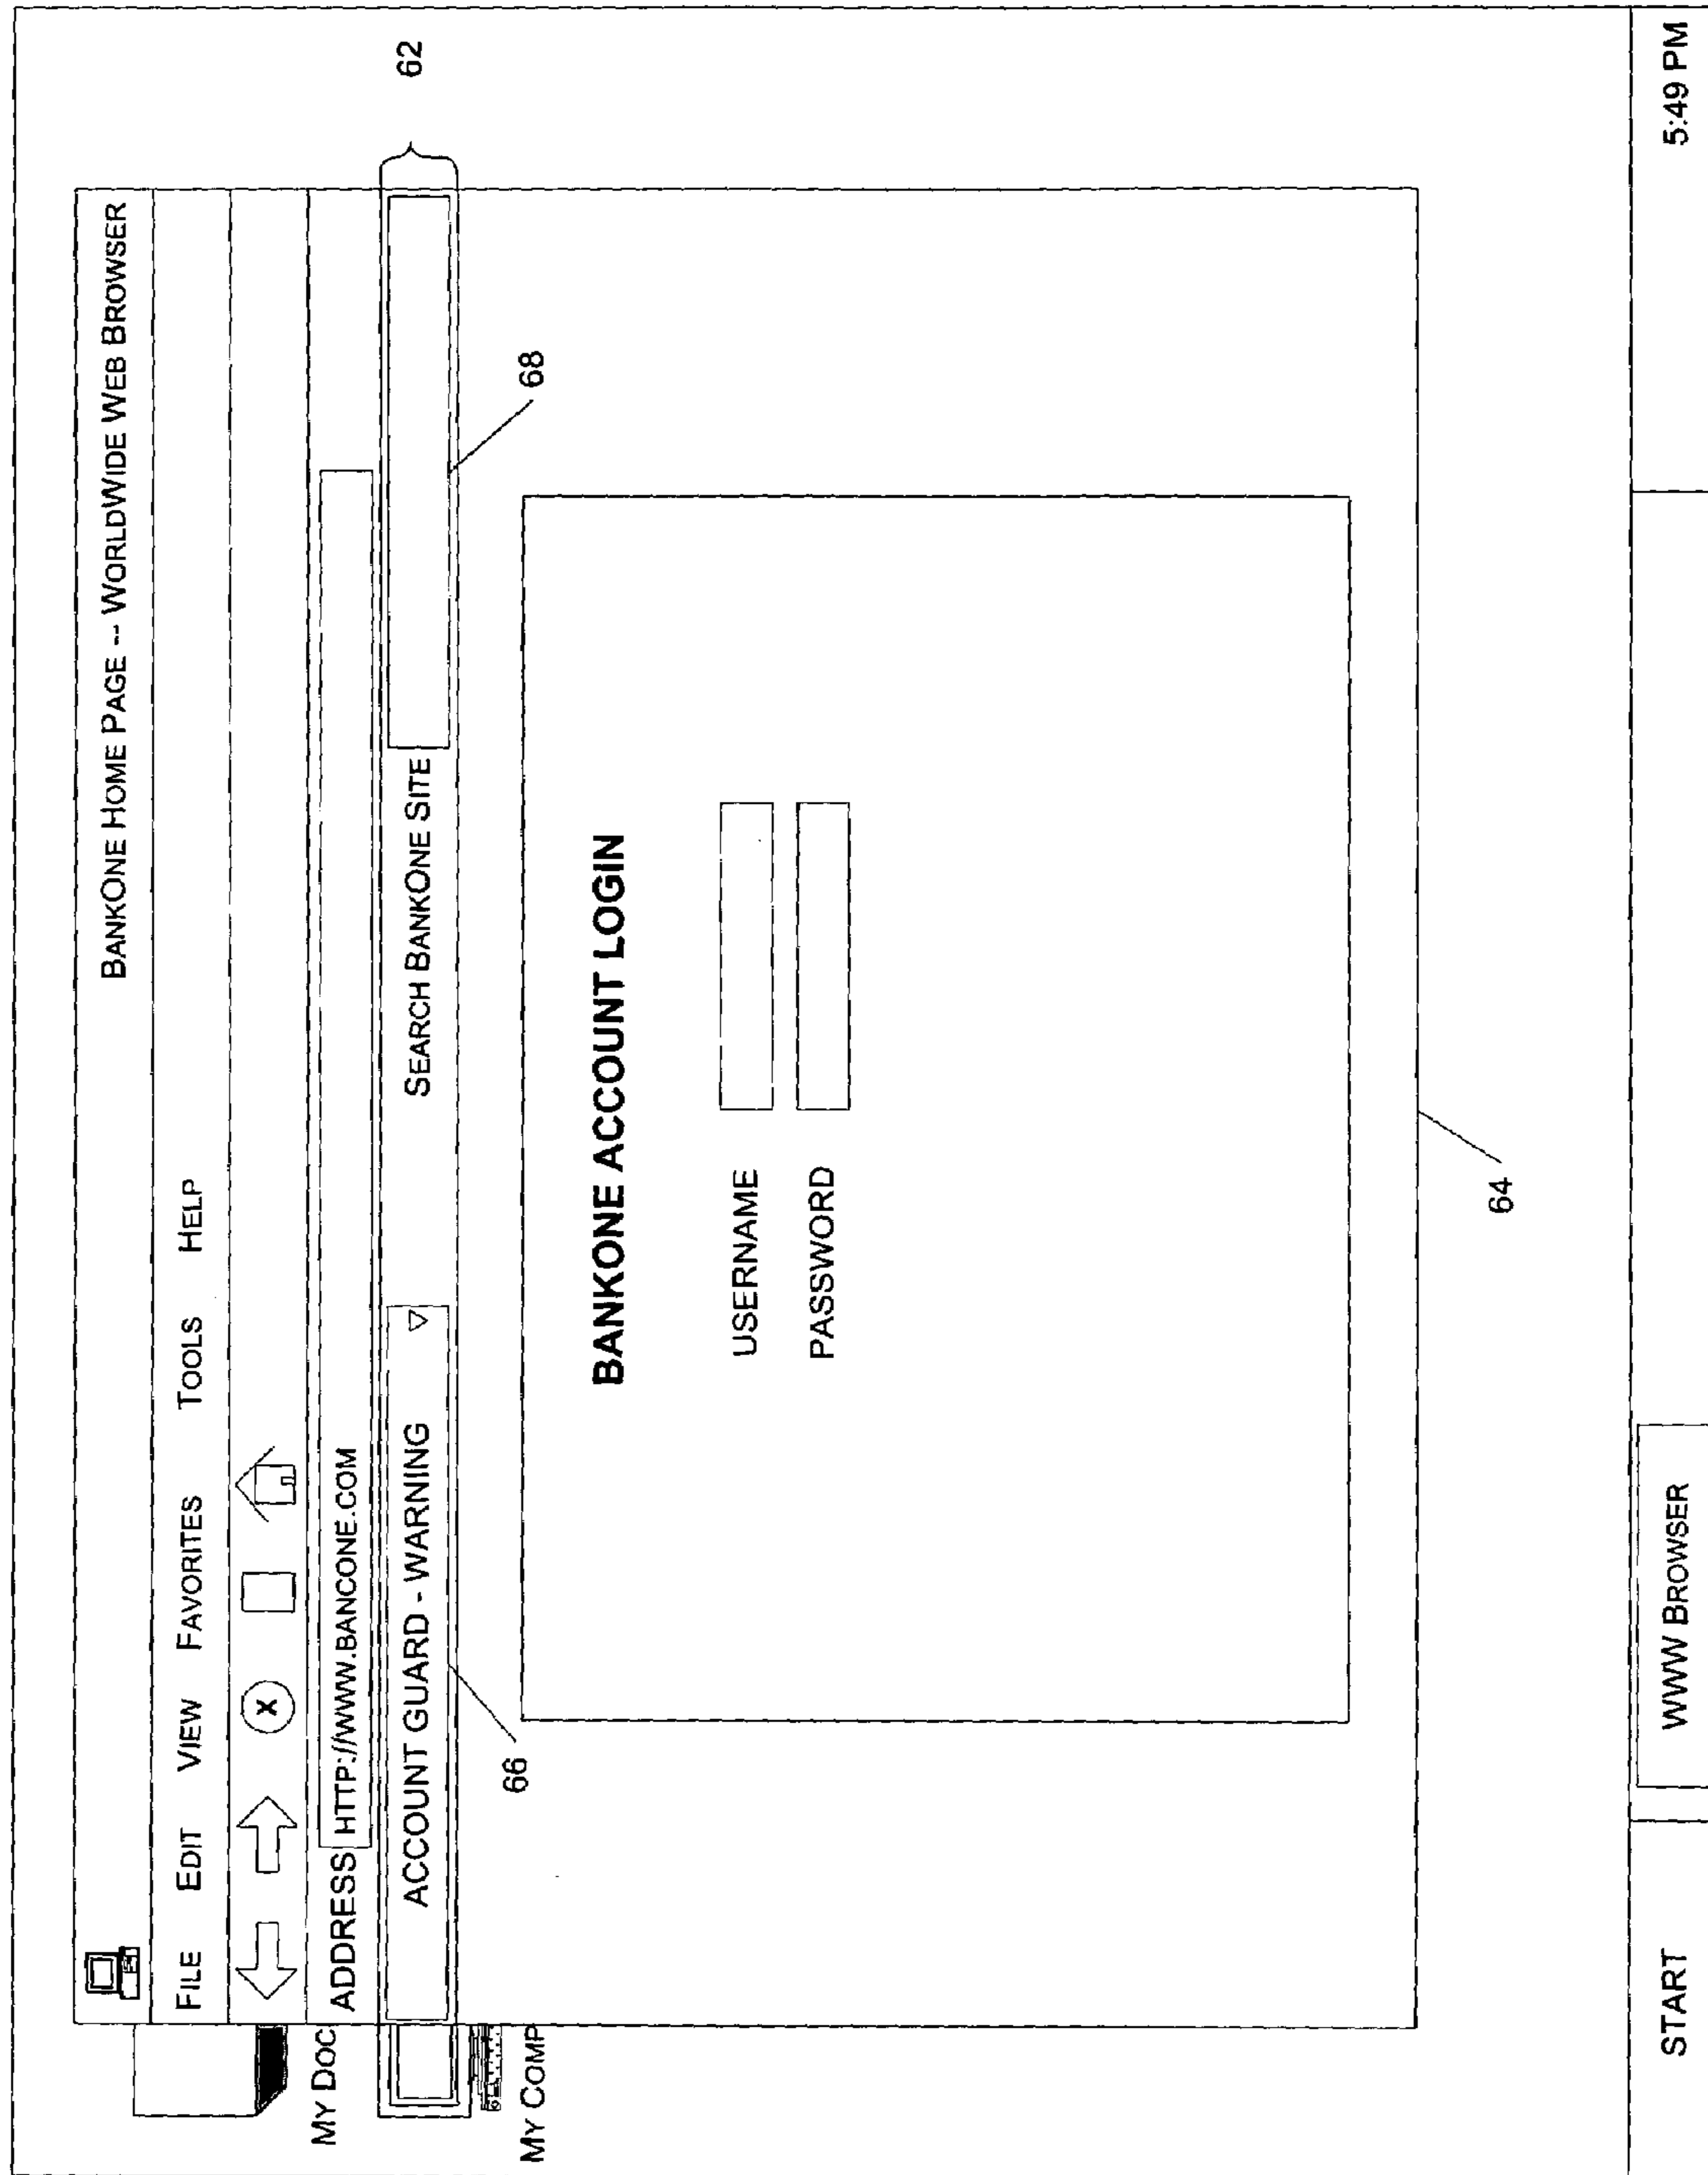 BANKONE HOME PAGE -- WORLDWIDE WEB BROWSER
FILE EDIT VIEW FAVORITES TOOLS HELP
X
MY DOC
ADDRESS HTTP://WWW.BANCONE.COM
ACCOUNT GUARD - WARNING SEARCH BANKONE SITE
62
MY COMP
66
68
BANKONE ACCOUNT LOGIN
USERNAME
PASSWORD
64
START WWW BROWSER 5:49 PM